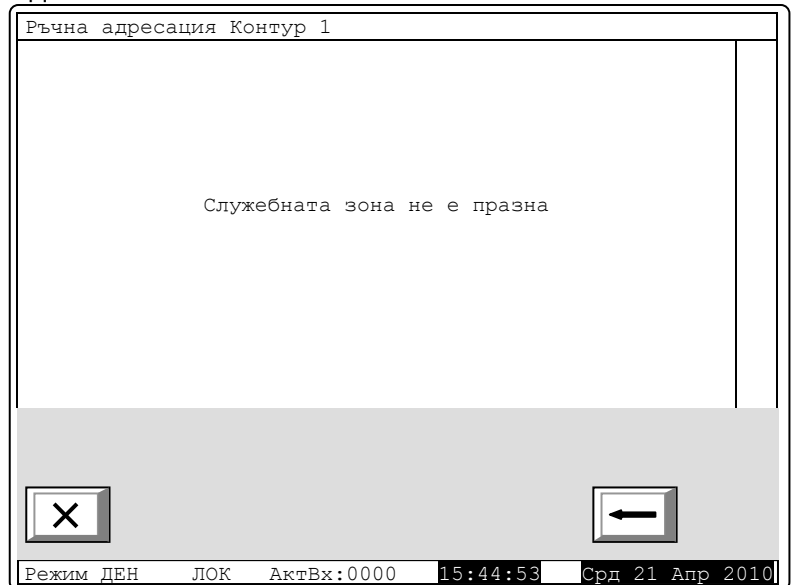 Ръчна адресация Контур 1
Служебната зона не е празна
Режим ДЕН ЛОК АктВх:0000 15:44:53 Срд 21 Апр 2010